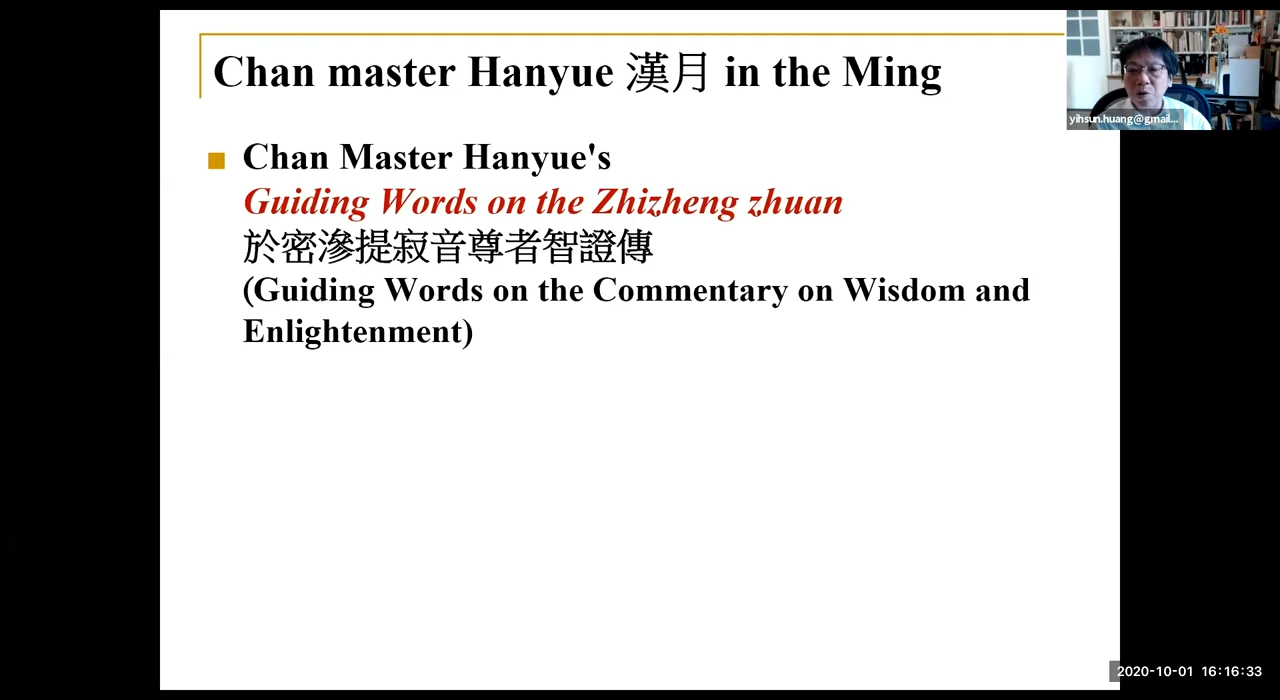 Chan master Hanyue 漢月 in the Ming
yihsun.huang@gmail...
Chan Master Hanyue's
Guiding Words on the Zhizheng zhuan
於密滲提寂音尊者智證傳
(Guiding Words on the Commentary on Wisdom and
Enlightenment)
2020-10-01 16:16:33